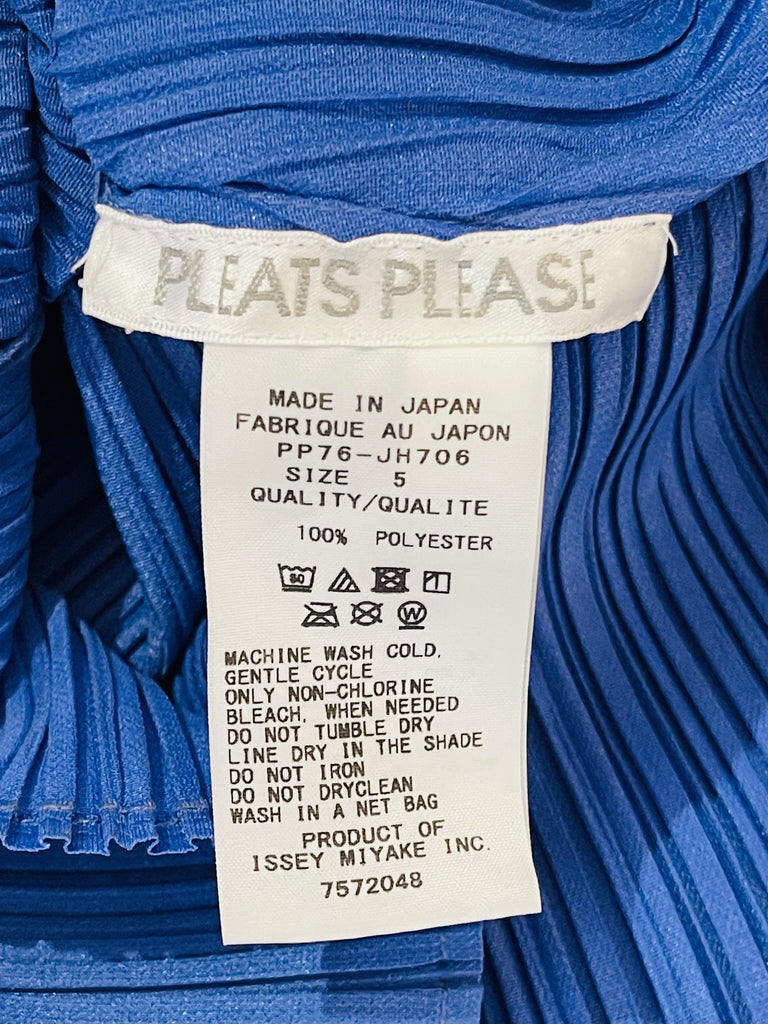 PLEATS PLEASE
MADE IN JAPAN
FABRIQUE AU JAPON
PP76-JH706
SIZE 5
QUALITY/QUALITE
100% POLYESTER
30
W
MACHINE WASH COLD.
GENTLE CYCLE
ONLY NON-CHLORINE
BLEACH. WHEN NEEDED
DO NOT TUMBLE DRY
LINE DRY IN THE SHADE
DO NOT IRON
DO NOT DRYCLEAN
WASH IN A NET BAG
PRODUCT OF
ISSEY MIYAKE INC.
7572048